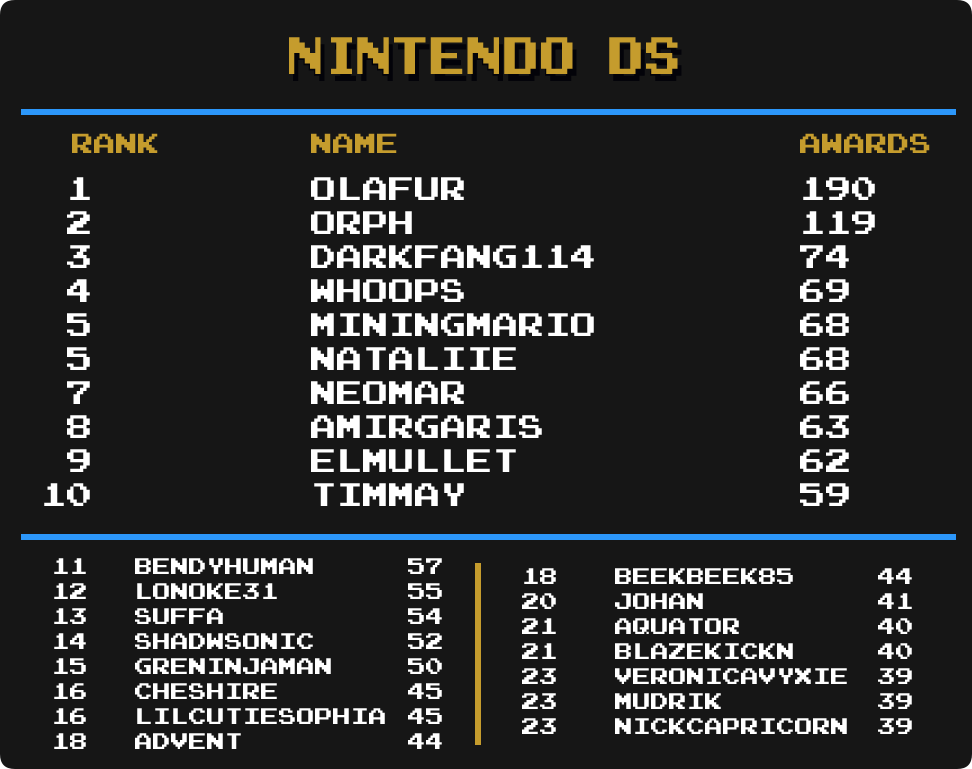 NINTENDO DS
RANK NAME AWARDS
1 OLAFUR 190
2 ORPH 119
3 DARKFANG114 74
4 WHOOPS 69
5 MININGMARIO 68
5 NATALIIE 68
7 NEOMAR 66
8 AMIRGARIS 63
9 ELMULLET 62
10 TIMMAY 59
11 BENDYHUMAN 57
12 LONOKE31 55
13 SUFFA 54
14 SHADWSONIC 52
15 GRENINJAMAN 50
16 CHESHIRE 45
16 LILCUTIESOPHIA 45
18 ADVENT 44
18 BEEKBEEK85 44
20 JOHAN 41
21 AQUATOR 40
21 BLAZEKICKN 40
23 VERONICAVYXIE 39
23 MUDRIK 39
23 NICKCAPRICORN 39